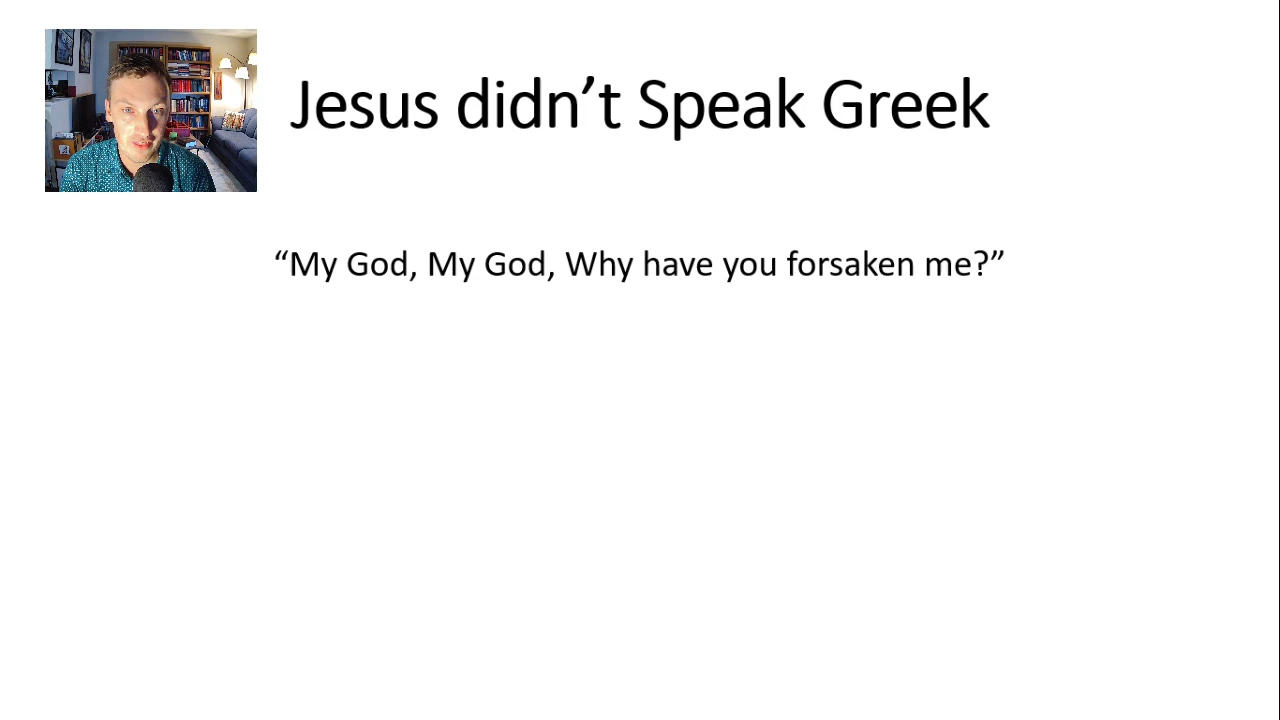 Jesus didn’t Speak Greek
“My God, My God, Why have you forsaken me?”